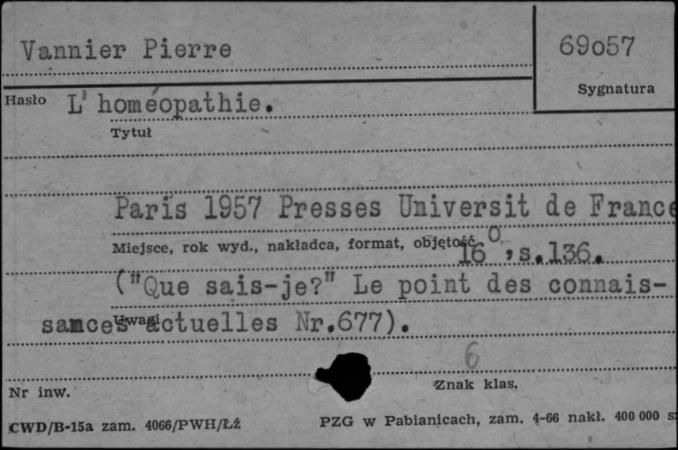 Vannier Pierre
69o57
Sygnatura
Hasło L'homéopathie.
Tytuł
Paris 1957 Presses Universit de France
Miejsce, rok wyd., nakładca, format, objętość
16⁰,s.136.
("Que sais-je?" Le point des connais-
sances actuelles Nr.677).
Uwagi
6
Nr inw.
Znak klas.
CWD/B-15a zam. 4066/PWH/Łź
PZG w Pabianicach, zam. 4-66 nakł. 400 000 s